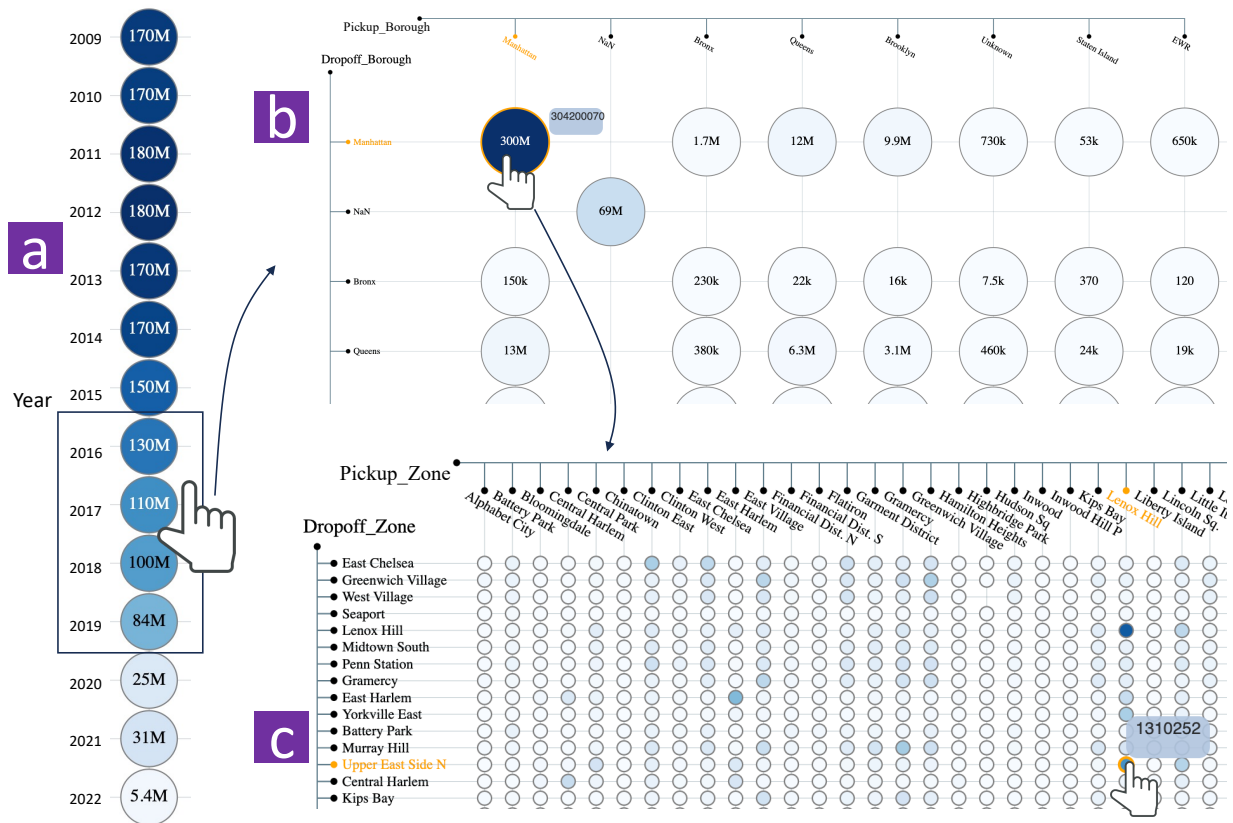 a
Year
2009 170M
2010 170M
2011 180M
2012 180M
2013 170M
2014 170M
2015 150M
2016 130M
2017 110M
2018 100M
2019 84M
2020 25M
2021 31M
2022 5.4M
b
Pickup_Borough
Manhattan NaN Bronx Queens Brooklyn Unknown Staten Island EWR
Dropoff_Borough
304200070
Manhattan 300M 1.7M 12M 9.9M 730k 53k 650k
NaN 69M
Bronx 150k 230k 22k 16k 7.5k 370 120
Queens 13M 380k 6.3M 3.1M 460k 24k 19k
c
Pickup_Zone
Alphabet City
Battery Park
Bloomingdale
Central Harlem
Central Park
Chinatown
Clinton East
Clinton West
East Chelsea
East Harlem
East Village
Financial Dist. N
Financial Dist. S
Flatiron
Garment District
Gramercy
Greenwich Village
Hamilton Heights
Highbridge Park
Hudson Sq
Inwood
Inwood Hill P
Kips Bay
Lenox Hill
Liberty Island
Lincoln Sq.
Dropoff_Zone
East Chelsea
Greenwich Village
West Village
Seaport
Lenox Hill
Midtown South
Penn Station
Gramercy
East Harlem
Yorkville East
Battery Park
Murray Hill
Upper East Side N
Central Harlem
Kips Bay
1310252